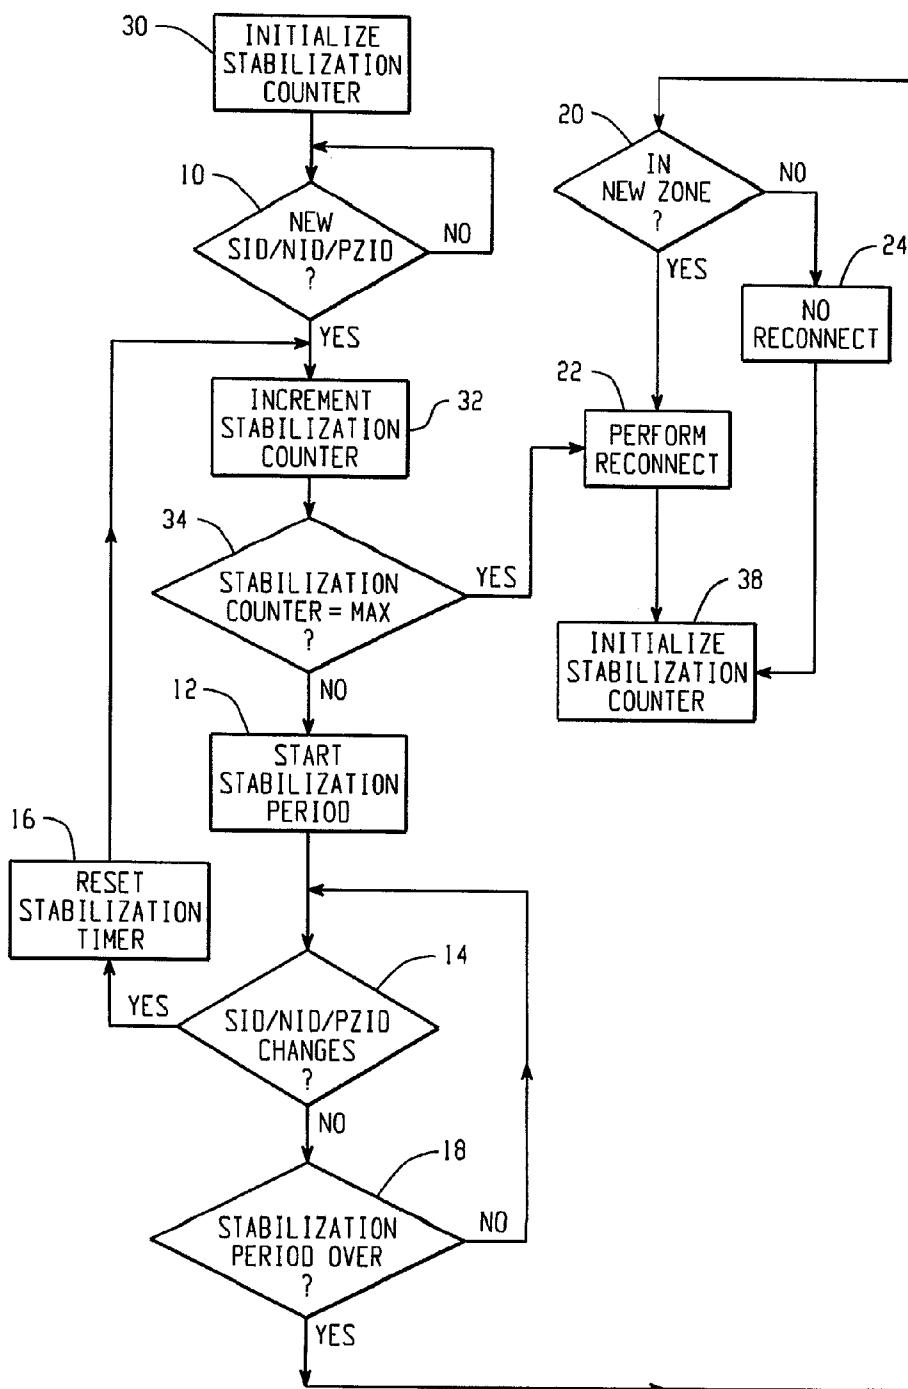 30
INITIALIZE
STABILIZATION
COUNTER
10
NEW
SID/NID/PZID
?
NO
YES
INCREMENT
STABILIZATION
COUNTER
32
34
STABILIZATION
COUNTER = MAX
?
YES
NO
12
START
STABILIZATION
PERIOD
16
RESET
STABILIZATION
TIMER
YES
14
SID/NID/PZID
CHANGES
?
NO
18
STABILIZATION
PERIOD OVER
?
NO
YES
20
IN
NEW ZONE
?
NO
YES
24
NO
RECONNECT
22
PERFORM
RECONNECT
38
INITIALIZE
STABILIZATION
COUNTER